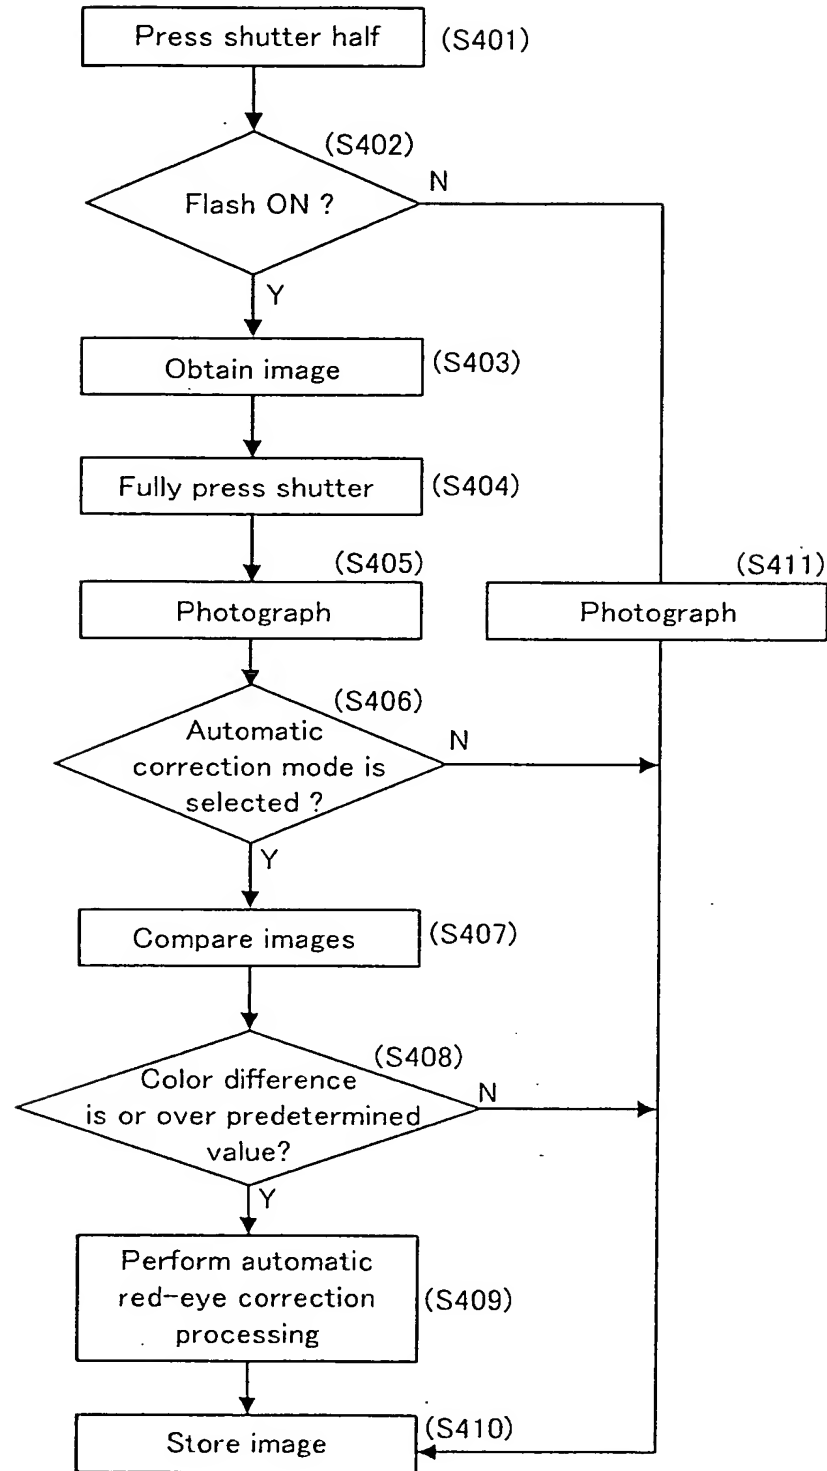 Press shutter half
(S401)
(S402)
Flash ON ?
N
Y
Obtain image
(S403)
Fully press shutter
(S404)
(S405)
Photograph
(S411)
Photograph
(S406)
Automatic
correction mode is
selected ?
N
Y
Compare images
(S407)
(S408)
Color difference
is or over predetermined
value?
N
Y
Perform automatic
red-eye correction
processing
(S409)
(S410)
Store image